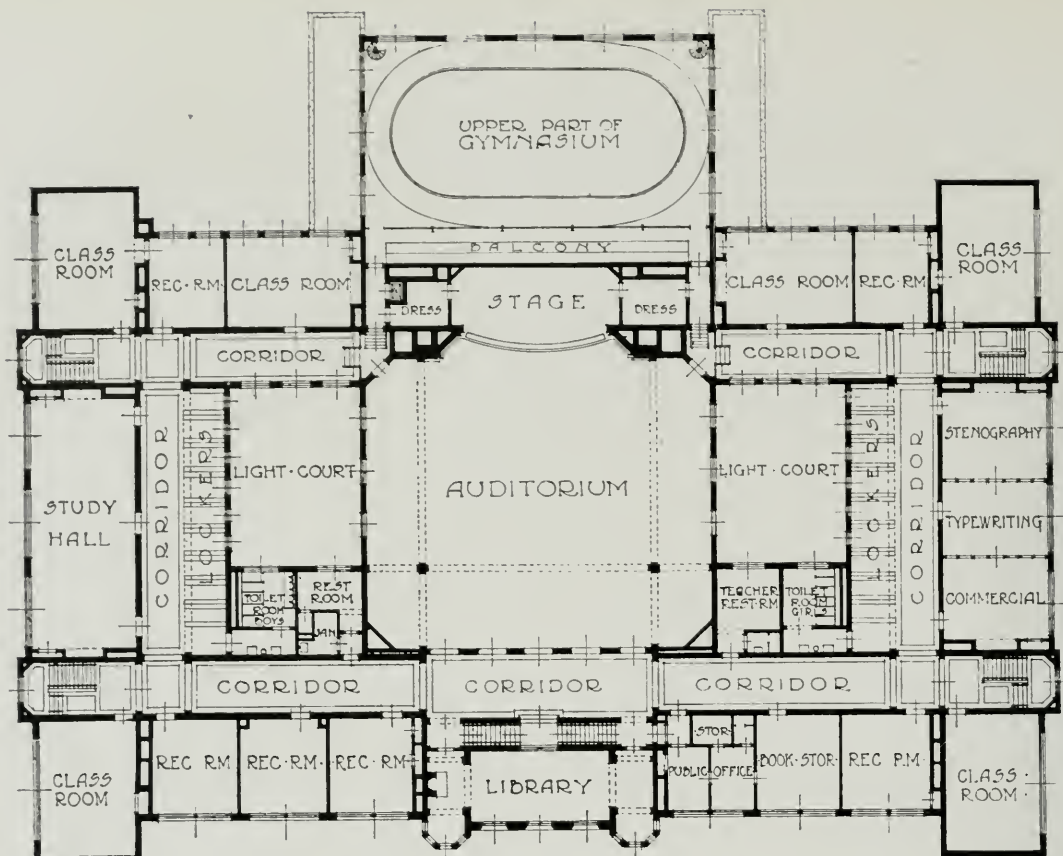 UPPER PART OF
GYMNASIUM
BALCONY
CLASS
ROOM
REC·RM·
CLASS ROOM
DRESS
STAGE
DRESS
CLASS ROOM
REC·RM·
CLASS
ROOM
CORRIDOR
CORRIDOR
STUDY
HALL
CORRIDOR
LOCKERS
LIGHT·COURT
AUDITORIUM
LIGHT·COURT
LOCKERS
CORRIDOR
STENOGRAPHY
TYPEWRITING
COMMERCIAL
TOILET
ROOM
BOYS
REST
ROOM
JAN
TEACHER
REST·RM·
TOILET
ROOM
GIRLS
CORRIDOR
CORRIDOR
CORRIDOR
CLASS
ROOM
REC RM
REC·RM·
REC·RM·
LIBRARY
STOR·
PUBLIC·OFFICE
BOOK·STOR·
REC R.M.
CLASS·
ROOM·